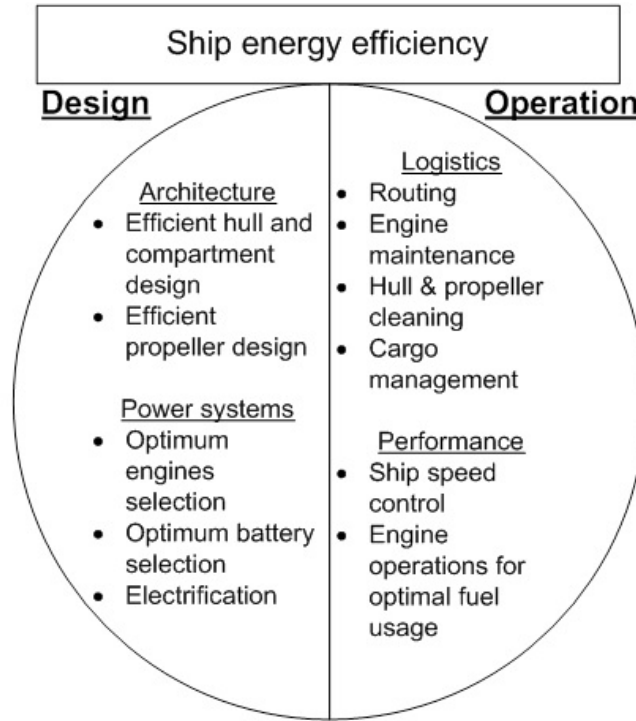 Ship energy efficiency
Design
Architecture
• Efficient hull and
compartment
design
• Efficient
propeller design
Power systems
• Optimum
engines
selection
• Optimum battery
selection
• Electrification
Operation
Logistics
• Routing
• Engine
maintenance
• Hull & propeller
cleaning
• Cargo
management
Performance
• Ship speed
control
• Engine
operations for
optimal fuel
usage